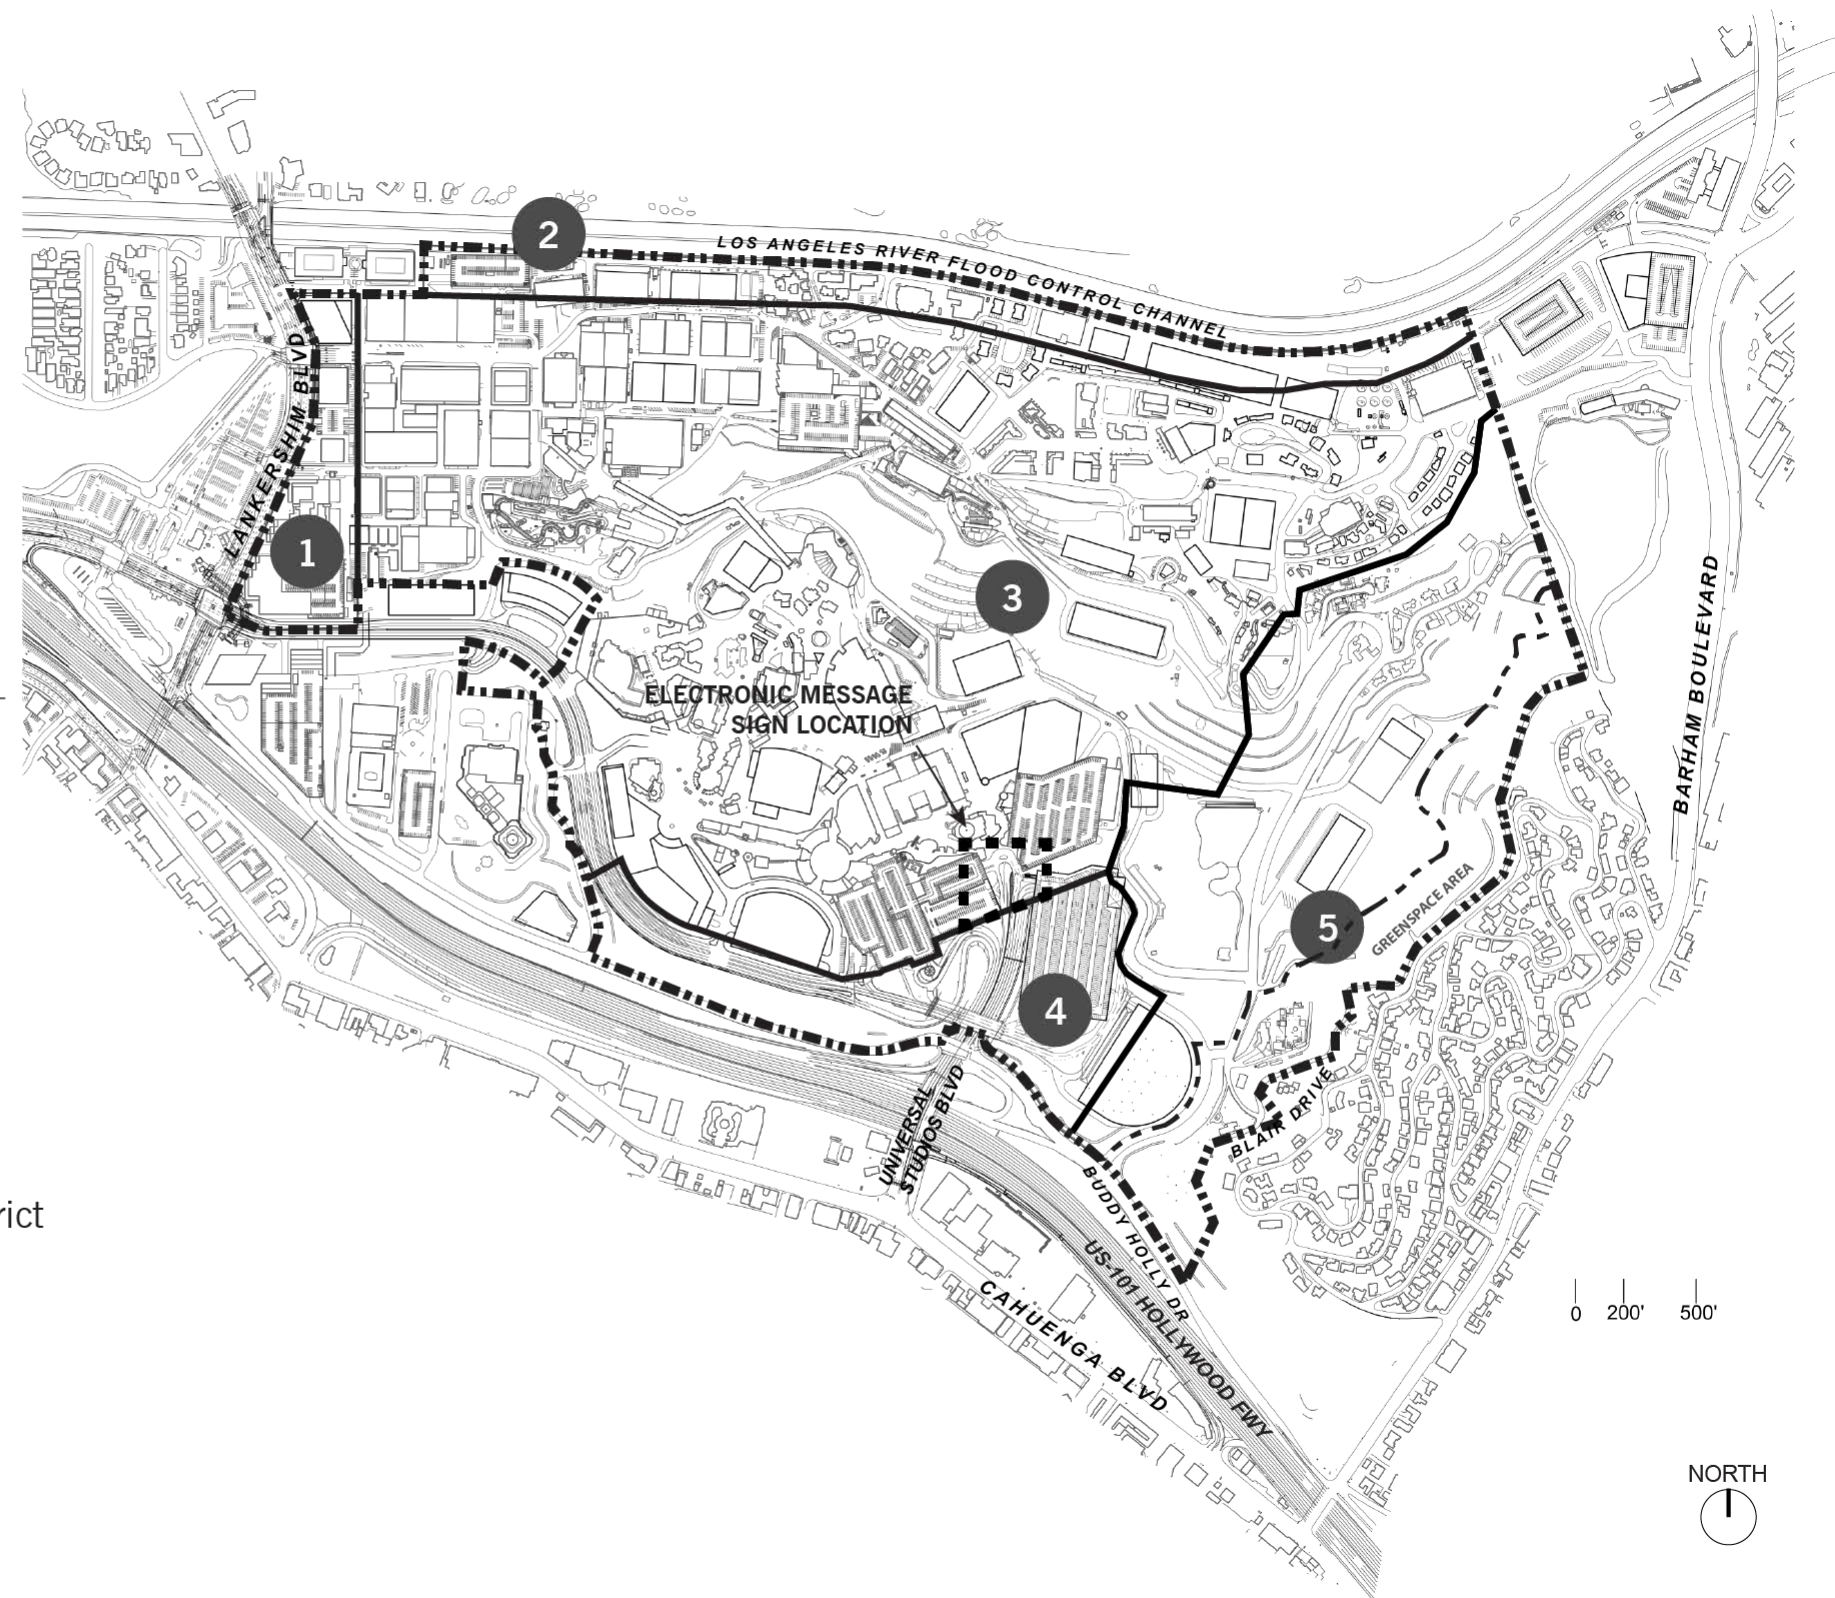 2
LOS ANGELES RIVER FLOOD CONTROL CHANNEL
LANKERSHIM BLVD
1
3
ELECTRONIC MESSAGE
SIGN LOCATION
BARHAM BOULEVARD
5
GREENSPACE AREA
4
BLAIR DRIVE
UNIVERSAL
STUDIOS BLVD
BUDDY HOLLY DR
US-101 HOLLYWOOD FWY
CAHUENGA BLVD
rict
0 200' 500'
NORTH